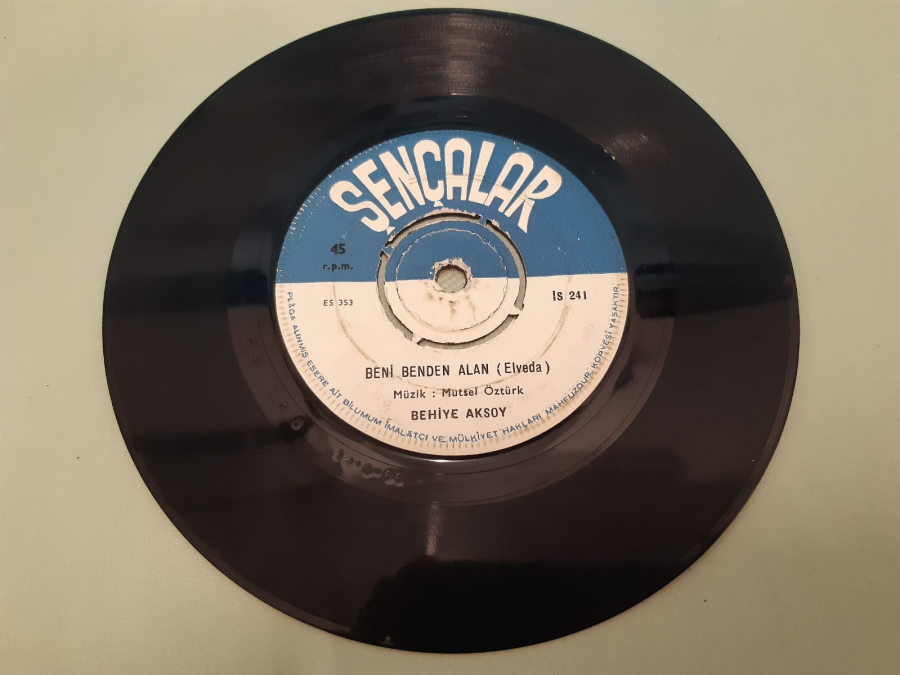 ŞENÇALAR
45
r.p.m.
ES 353
İS 241
BENİ BENDEN ALAN (Elveda)
Müzik : Mutsel Öztürk
BEHİYE AKSOY
PLÂĞA ALINMIŞ ESERE AİT BİLUMUM İMALATÇI VE MÜLKİYET HAKLARI MAHFUZDUR. KOPYESİ YASAKTIR.